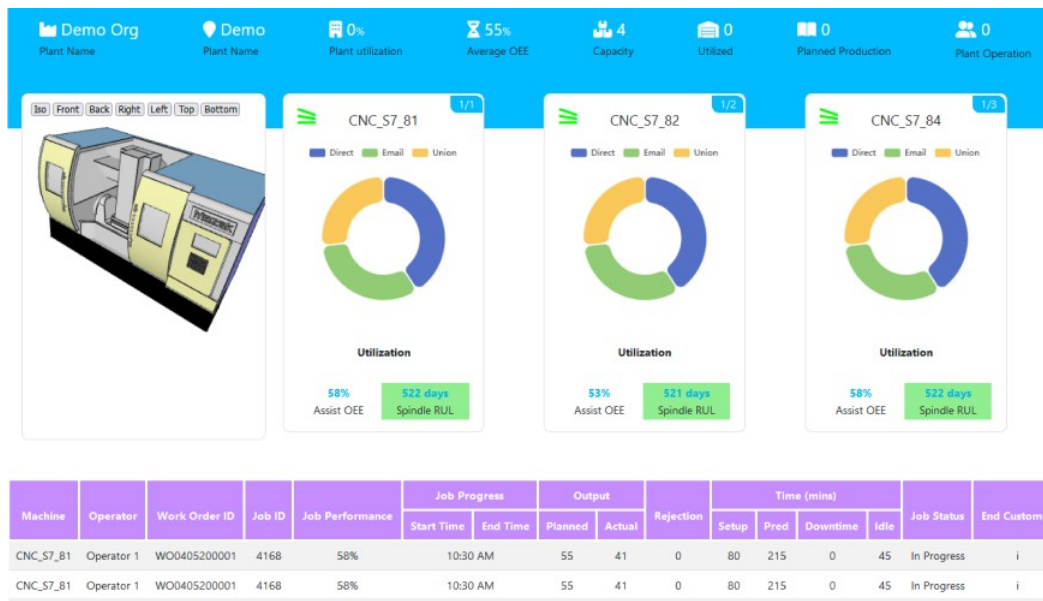 Demo Org Demo 0% 55% 4 0 0 0
Plant Name Plant Name Plant utilization Average OEE Capacity Utilized Planned Production Plant Operation
Iso Front Back Right Left Top Bottom
1/1
CNC_S7_81
Direct Email Union
Utilization
58% 522 days
Assist OEE Spindle RUL
1/2
CNC_S7_82
Direct Email Union
Utilization
53% 521 days
Assist OEE Spindle RUL
1/3
CNC_S7_84
Direct Email Union
Utilization
58% 522 days
Assist OEE Spindle RUL
Job Progress Output Time (mins)
Machine Operator Work Order ID Job ID Job Performance Rejection Job Status End Custome
Start Time End Time Planned Actual Setup Pred Downtime Idle
CNC_S7_81 Operator 1 WO0405200001 4168 58% 10:30 AM 55 41 0 80 215 0 45 In Progress i
CNC_S7_81 Operator 1 WO0405200001 4168 58% 10:30 AM 55 41 0 80 215 0 45 In Progress i